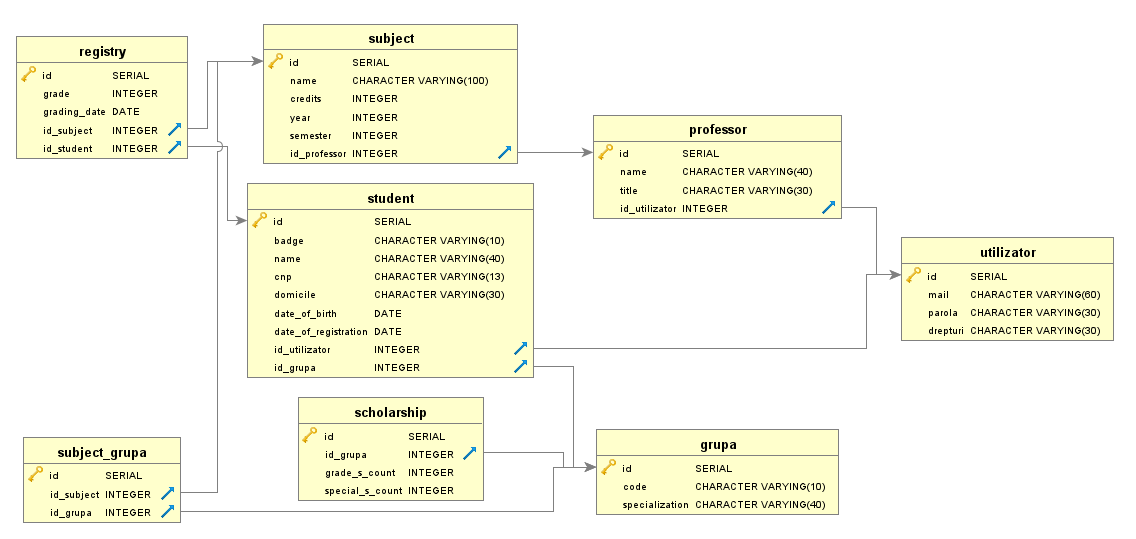 registry
id SERIAL
grade INTEGER
grading_date DATE
id_subject INTEGER
id_student INTEGER
subject
id SERIAL
name CHARACTER VARYING(100)
credits INTEGER
year INTEGER
semester INTEGER
id_professor INTEGER
professor
id SERIAL
name CHARACTER VARYING(40)
title CHARACTER VARYING(30)
id_utilizator INTEGER
student
id SERIAL
badge CHARACTER VARYING(10)
name CHARACTER VARYING(40)
cnp CHARACTER VARYING(13)
domicile CHARACTER VARYING(30)
date_of_birth DATE
date_of_registration DATE
id_utilizator INTEGER
id_grupa INTEGER
utilizator
id SERIAL
mail CHARACTER VARYING(60)
parola CHARACTER VARYING(30)
drepturi CHARACTER VARYING(30)
scholarship
id SERIAL
id_grupa INTEGER
grade_s_count INTEGER
special_s_count INTEGER
subject_grupa
id SERIAL
id_subject INTEGER
id_grupa INTEGER
grupa
id SERIAL
code CHARACTER VARYING(10)
specialization CHARACTER VARYING(40)